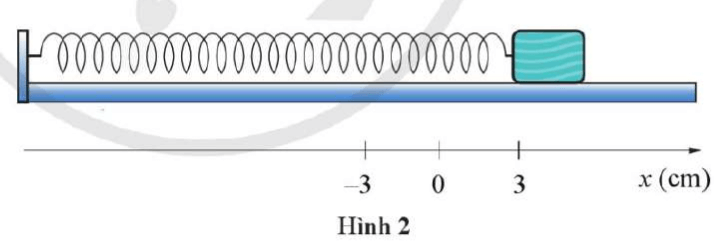 –3 0 3 x (cm)
Hình 2